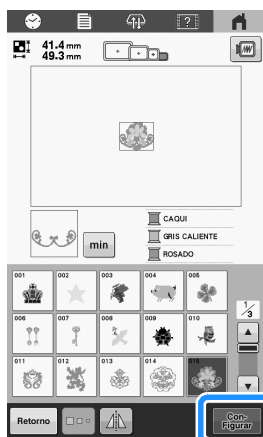 41.4 mm
49.3 mm
min
CAQUI
GRIS CALIENTE
ROSADO
001 002 003 004 005
006 007 008 009 010
011 012 013 014 015
1/3
Retorno
Con-
Figurar